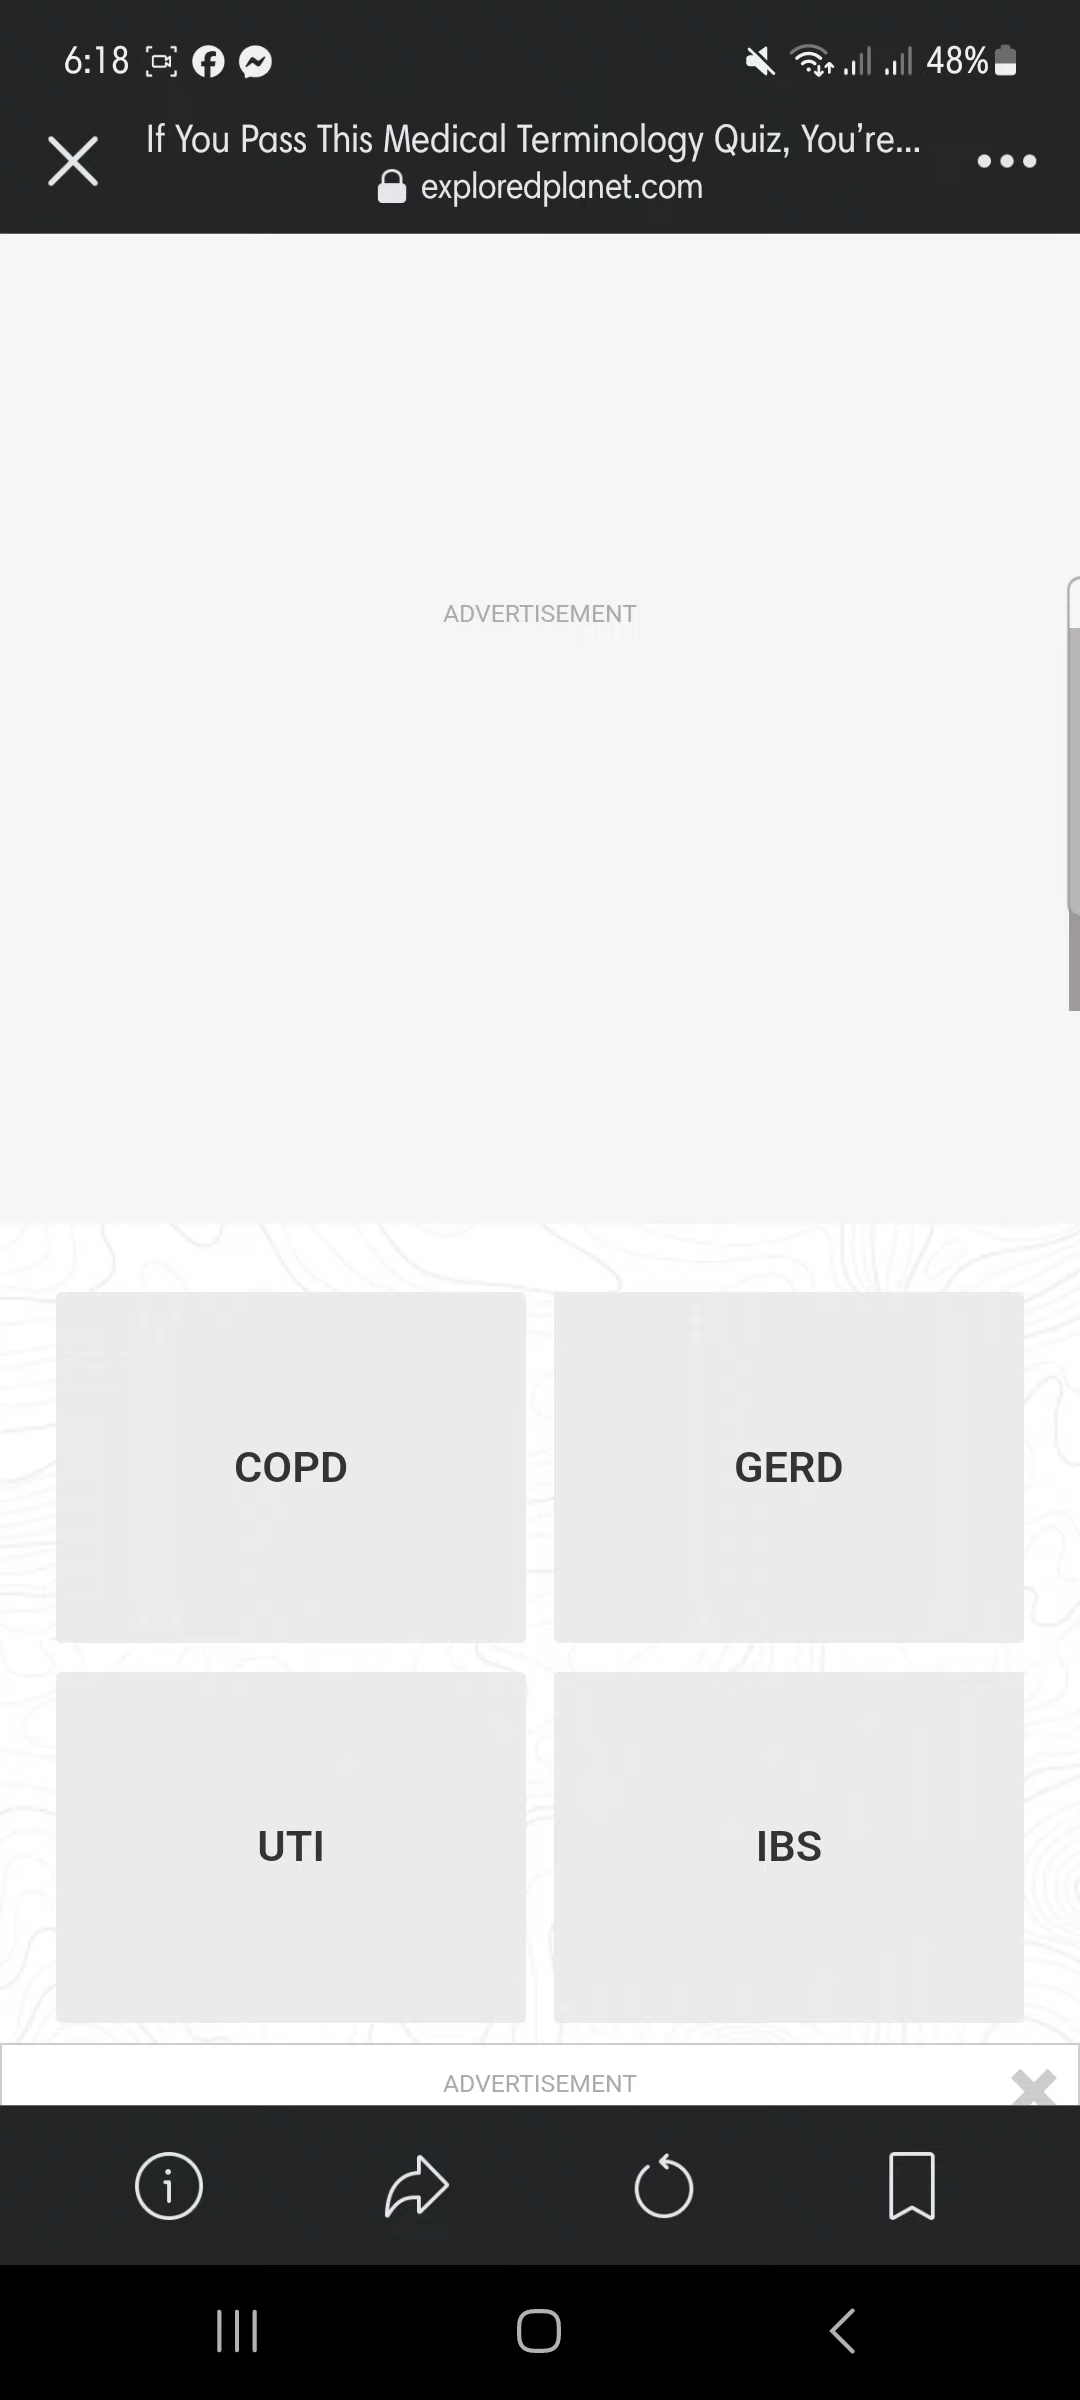 6:18
48%
If You Pass This Medical Terminology Quiz, You’re...
exploredplanet.com
ADVERTISEMENT
COPD
GERD
UTI
IBS
ADVERTISEMENT